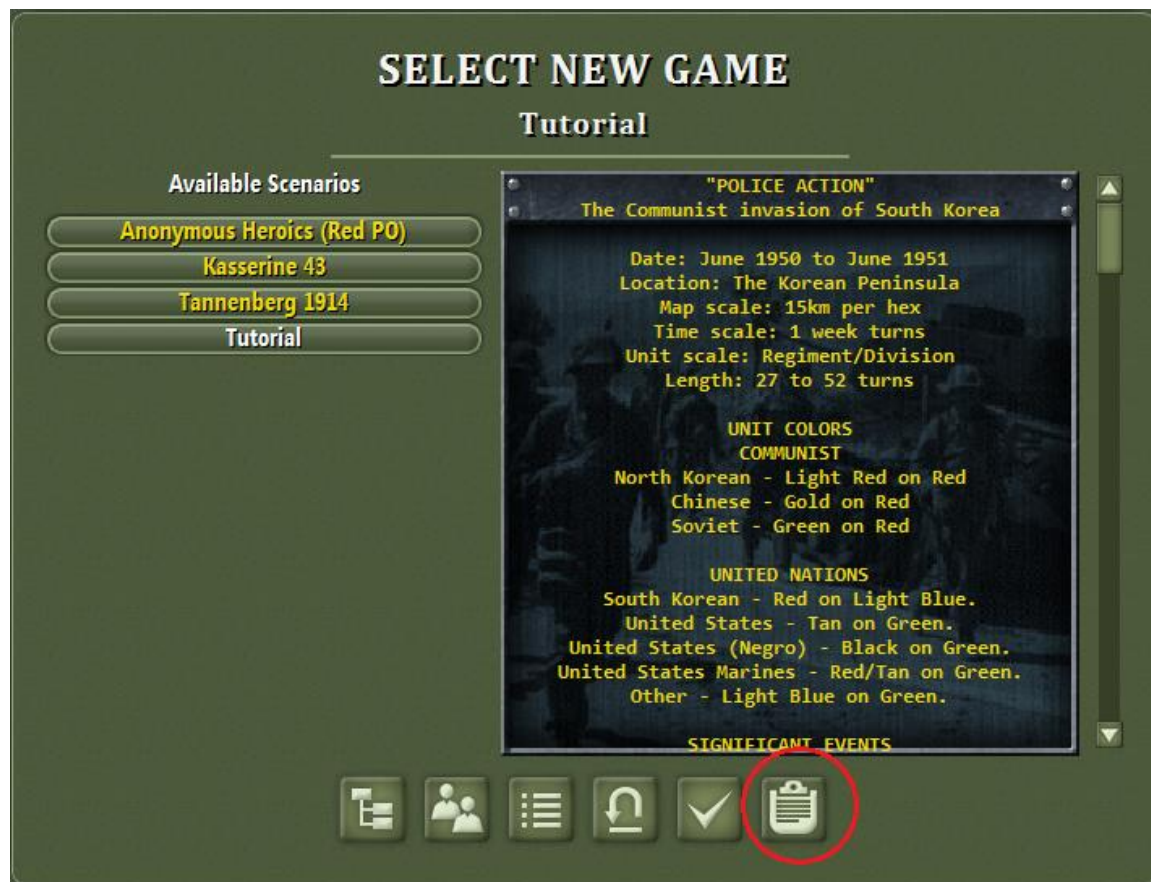 SELECT NEW GAME
Tutorial
Available Scenarios
Anonymous Heroics (Red PO)
Kasserine 43
Tannenberg 1914
Tutorial
"POLICE ACTION"
The Communist invasion of South Korea
Date: June 1950 to June 1951
Location: The Korean Peninsula
Map scale: 15km per hex
Time scale: 1 week turns
Unit scale: Regiment/Division
Length: 27 to 52 turns
UNIT COLORS
COMMUNIST
North Korean - Light Red on Red
Chinese - Gold on Red
Soviet - Green on Red
UNITED NATIONS
South Korean - Red on Light Blue.
United States - Tan on Green.
United States (Negro) - Black on Green.
United States Marines - Red/Tan on Green.
Other - Light Blue on Green.
SIGNIFICANT EVENTS